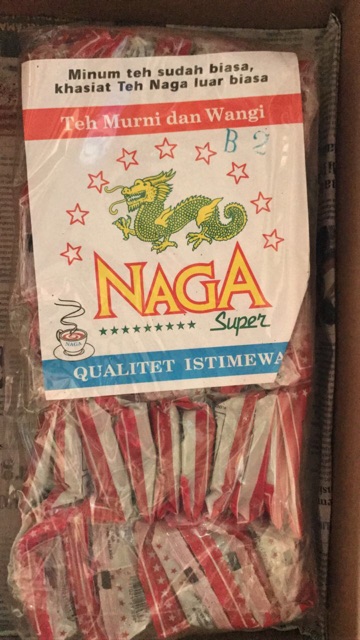 Minum teh sudah biasa,
khasiat Teh Naga luar biasa
Teh Murni dan Wangi
B 2
NAGA
Super
NAGA
QUALITET ISTIMEWA